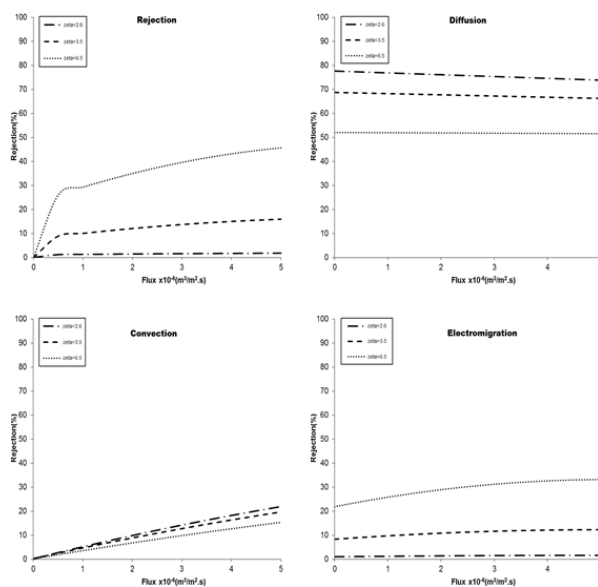 Rejection
100
90
80
70
60
50
40
30
20
10
0
Rejection(%)
zeta=2.6
zeta=3.5
zeta=6.5
0 1 2 3 4 5
Flux x10-4(m³/m².s)
Diffusion
100
90
80
70
60
50
40
30
20
10
0
Rejection(%)
zeta=2.6
zeta=3.5
zeta=6.5
0 1 2 3 4
Flux x10-4(m³/m².s)
Convection
100
90
80
70
60
50
40
30
20
10
0
Rejection(%)
zeta=2.6
zeta=3.5
zeta=6.5
0 1 2 3 4 5
Flux x10-4(m³/m².s)
Electromigration
100
90
80
70
60
50
40
30
20
10
0
Rejection(%)
zeta=2.6
zeta=3.5
zeta=6.5
0 1 2 3 4
Flux x10-4(m³/m².s)